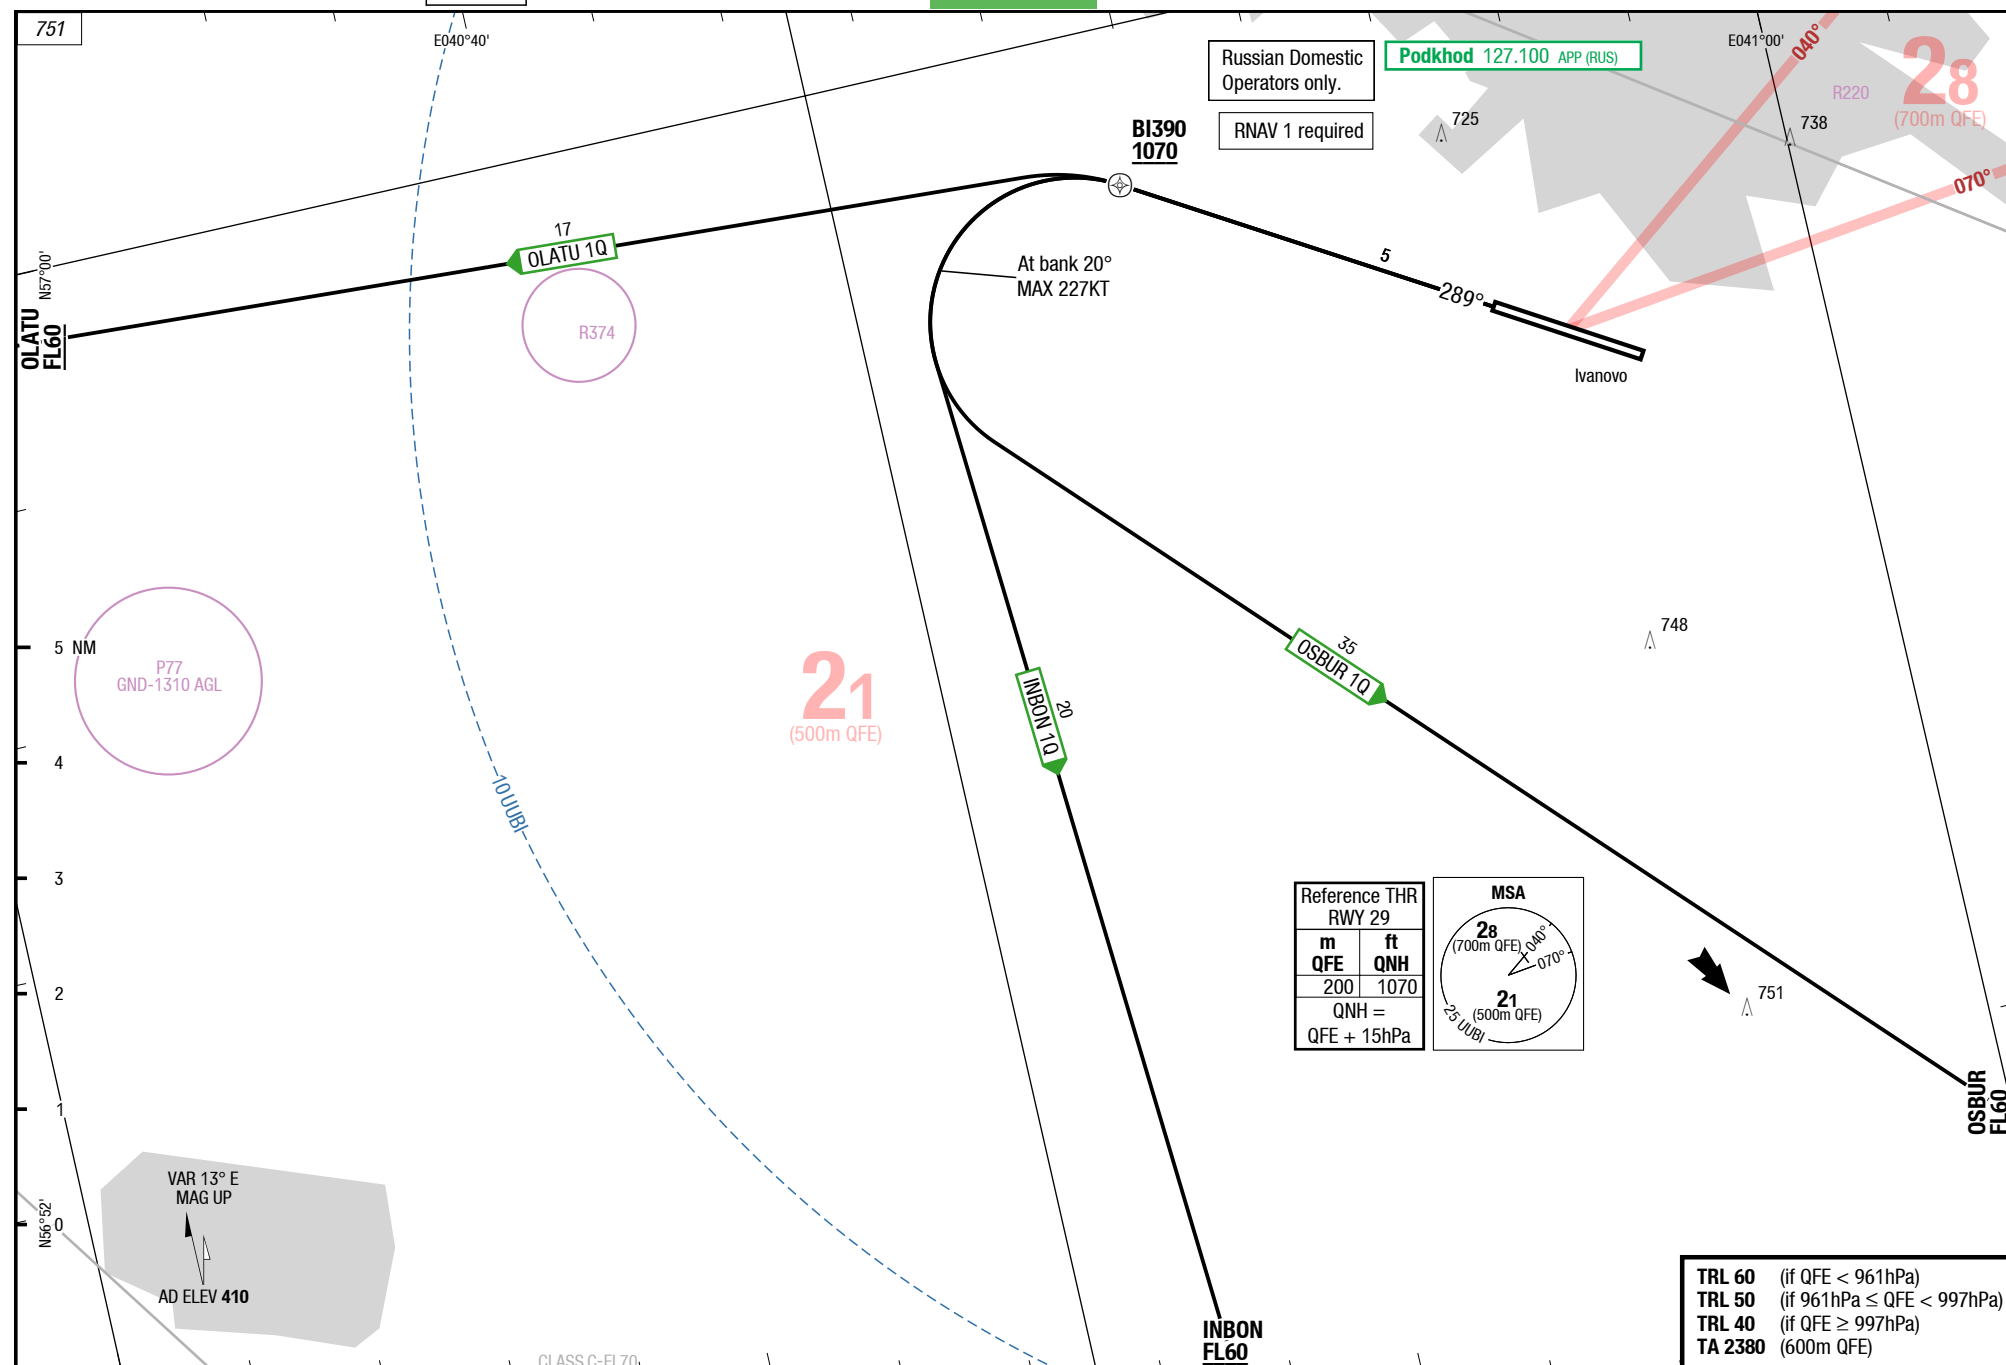 751
E040°40'
E041°00'
Russian Domestic
Operators only.
Podkhod 127.100 APP (RUS)
RNAV 1 required
040°
28
(700m QFE)
R220
070°
725
738
BI390
1070
17
OLATU 1Q
N57°00'
OLATU
FL60
R374
At bank 20°
MAX 227KT
5
289°
Ivanovo
5 NM
P77
GND-1310 AGL
21
(500m QFE)
35
OSBUR 1Q
748
20
INBON 1Q
4
10 UUBI
3
Reference THR
RWY 29
m ft
QFE QNH
200 1070
QNH =
QFE + 15hPa
MSA
28
(700m QFE)
040°
070°
21
(500m QFE)
25 UUBI
2
751
1
OSBUR
FL60
VAR 13° E
MAG UP
N56°52'
0
AD ELEV 410
INBON
FL60
CLASS C-FL70
TRL 60 (if QFE < 961hPa)
TRL 50 (if 961hPa ≤ QFE < 997hPa)
TRL 40 (if QFE ≥ 997hPa)
TA 2380 (600m QFE)